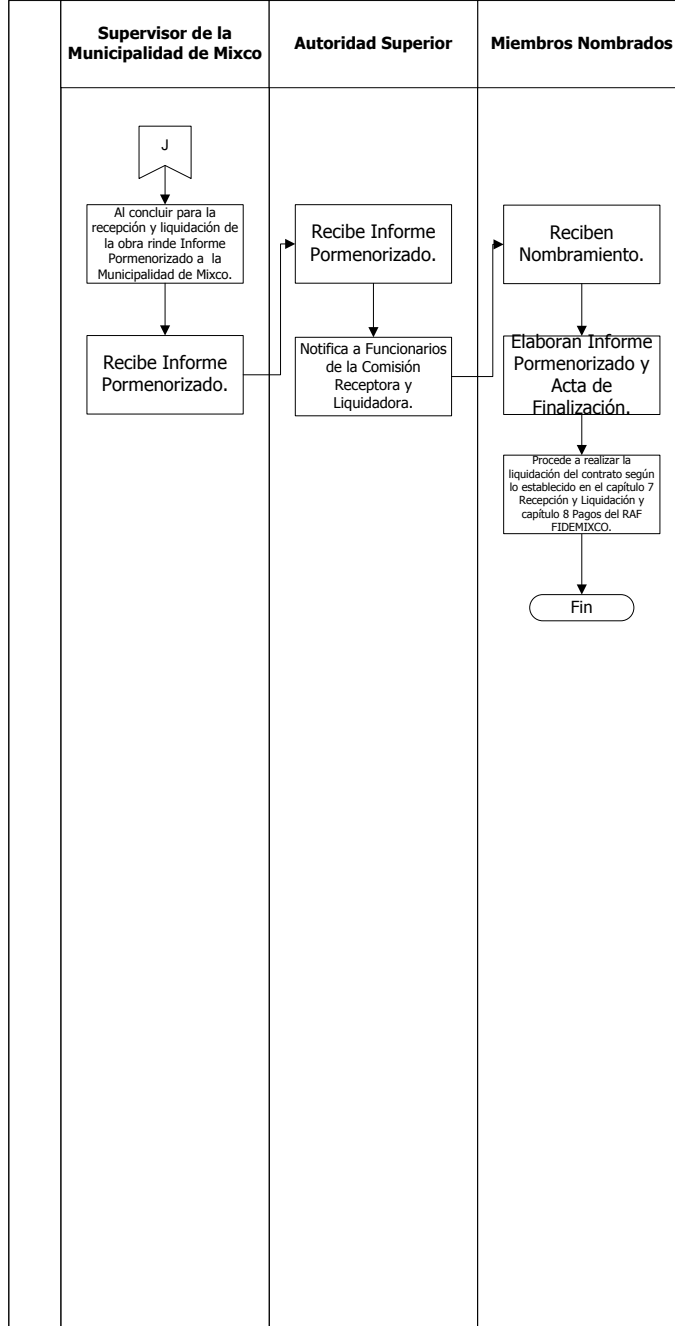 Supervisor de la
Municipalidad de Mixco
Autoridad Superior
Miembros Nombrados
J
Al concluir para la
recepción y liquidación de
la obra rinde Informe
Pormenorizado a la
Municipalidad de Mixco.
Recibe Informe
Pormenorizado.
Recibe Informe
Pormenorizado.
Notifica a Funcionarios
de la Comisión
Receptora y
Liquidadora.
Reciben
Nombramiento.
Elaboran Informe
Pormenorizado y
Acta de
Finalización.
Procede a realizar la
liquidación del contrato según
lo establecido en el capítulo 7
Recepción y Liquidación y
capítulo 8 Pagos del RAF
FIDEMIXCO.
Fin